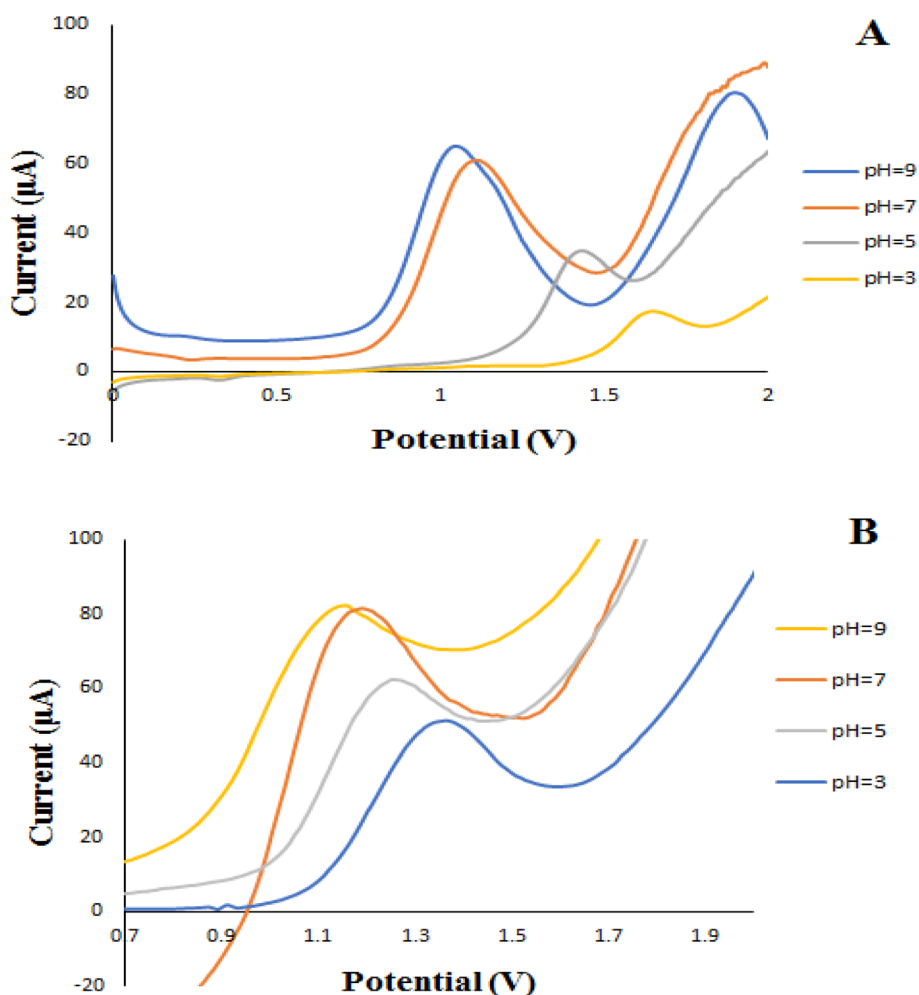 A
100
80
60
40
20
0
-20
Current (μA)
0
0.5
1
1.5
2
Potential (V)
pH=9
pH=7
pH=5
pH=3
B
100
80
60
40
20
0
-20
Current (μA)
0.7
0.9
1.1
1.3
1.5
1.7
1.9
Potential (V)
pH=9
pH=7
pH=5
pH=3